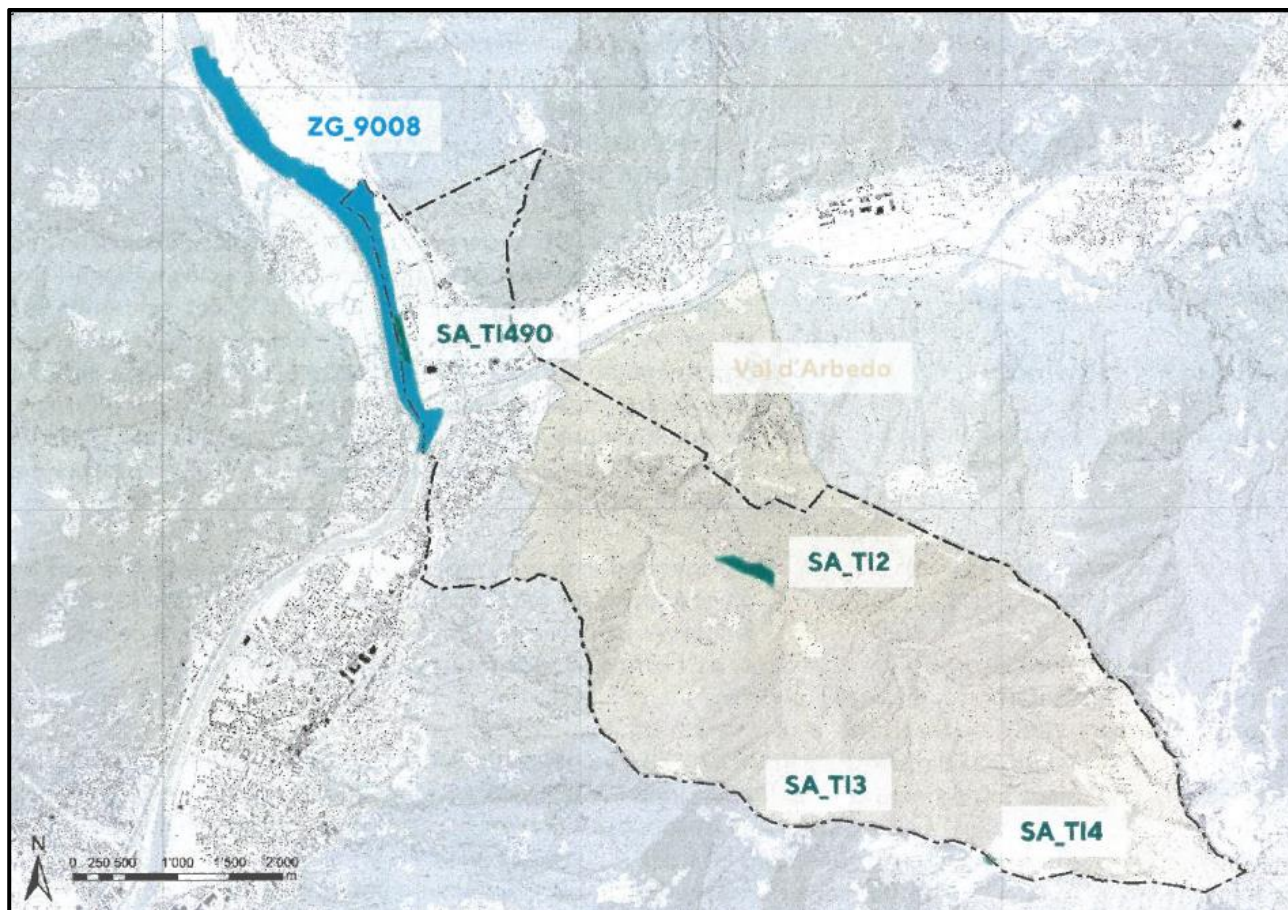 ZG_9008
SA_TI490
Val d'Arbedo
SA_TI2
SA_TI3
SA_TI4
N
0 250 500 1'000 1'500 2'000
m